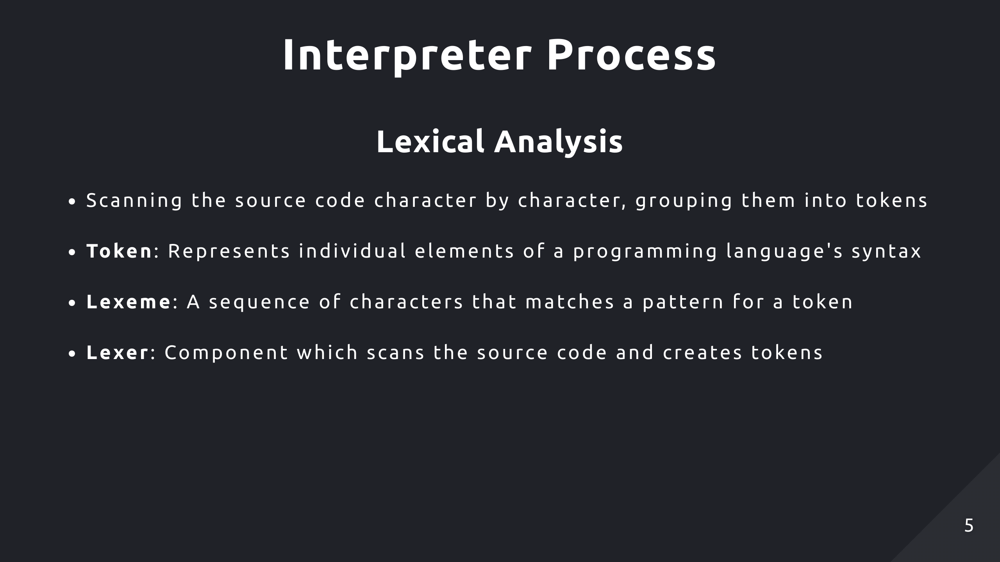 Interpreter Process
Lexical Analysis
• Scanning the source code character by character, grouping them into tokens
• Token: Represents individual elements of a programming language's syntax
• Lexeme: A sequence of characters that matches a pattern for a token
• Lexer: Component which scans the source code and creates tokens
5